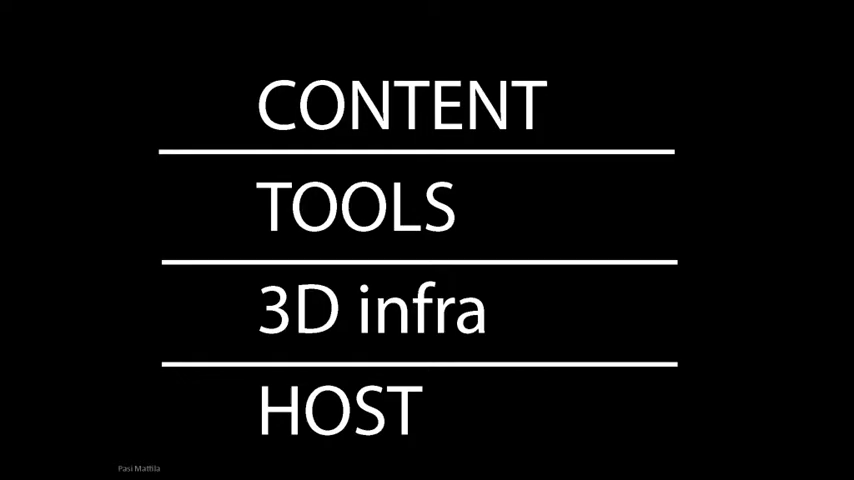 CONTENT
TOOLS
3D infra
HOST
Pasi Mattila